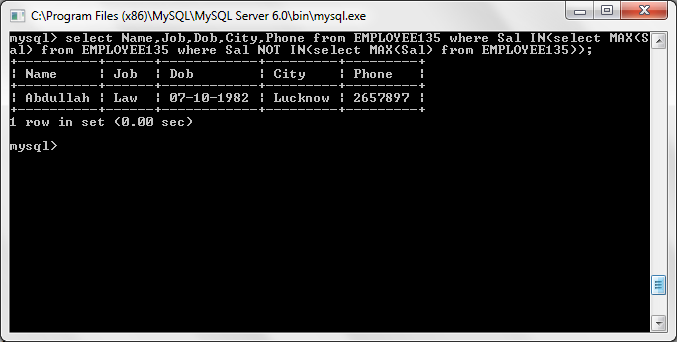 C:\Program Files (x86)\MySQL\MySQL Server 6.0\bin\mysql.exe
mysql> select Name,Job,Dob,City,Phone from EMPLOYEE135 where Sal IN(select MAX(S
al) from EMPLOYEE135 where Sal NOT IN(select MAX(Sal) from EMPLOYEE135));
+----------+-----+------------+---------+---------+
| Name     | Job | Dob        | City    | Phone   |
+----------+-----+------------+---------+---------+
| Abdullah | Law | 07-10-1982 | Lucknow | 2657897 |
+----------+-----+------------+---------+---------+
1 row in set (0.00 sec)
mysql>